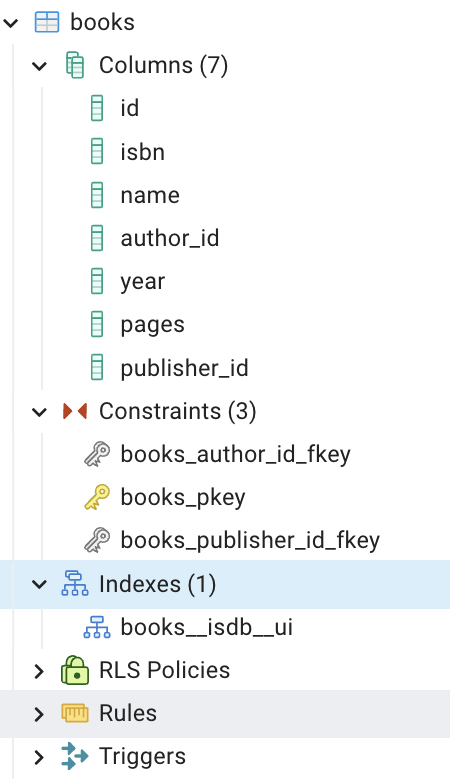 books
Columns (7)
id
isbn
name
author_id
year
pages
publisher_id
Constraints (3)
books_author_id_fkey
books_pkey
books_publisher_id_fkey
Indexes (1)
books__isdb__ui
RLS Policies
Rules
Triggers